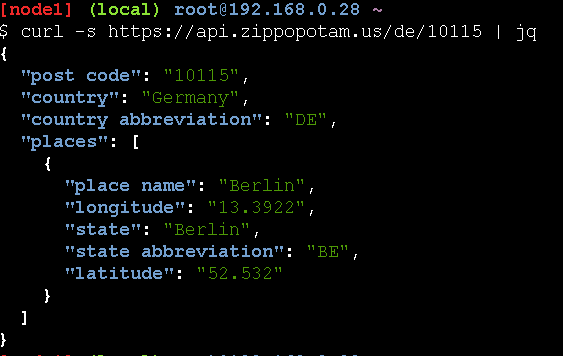 [node1] (local) root@192.168.0.28 ~
$ curl -s https://api.zippopotam.us/de/10115 | jq
{
  "post code": "10115",
  "country": "Germany",
  "country abbreviation": "DE",
  "places": [
    {
      "place name": "Berlin",
      "longitude": "13.3922",
      "state": "Berlin",
      "state abbreviation": "BE",
      "latitude": "52.532"
    }
  ]
}